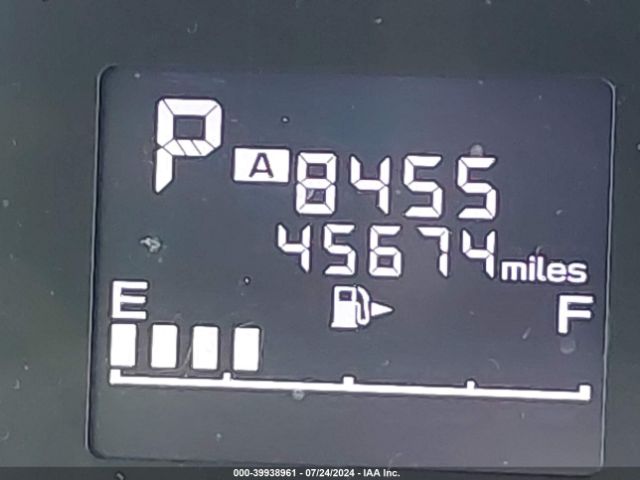 P
A 8455
45674 miles
E F
000-39938961 - 07/24/2024 - IAA Inc.